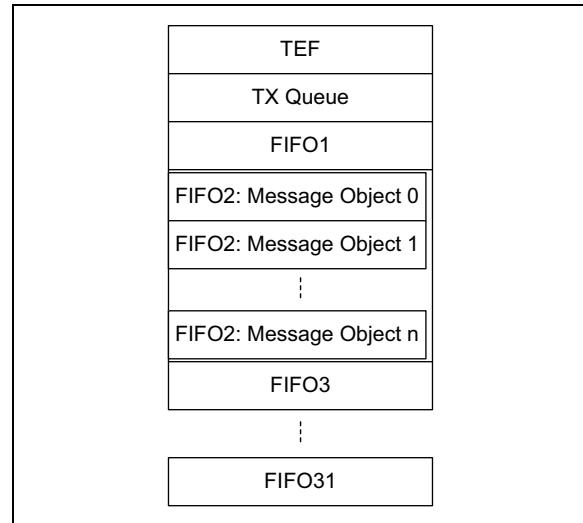 TEF
TX Queue
FIFO1
FIFO2: Message Object 0
FIFO2: Message Object 1
FIFO2: Message Object n
FIFO3
FIFO31